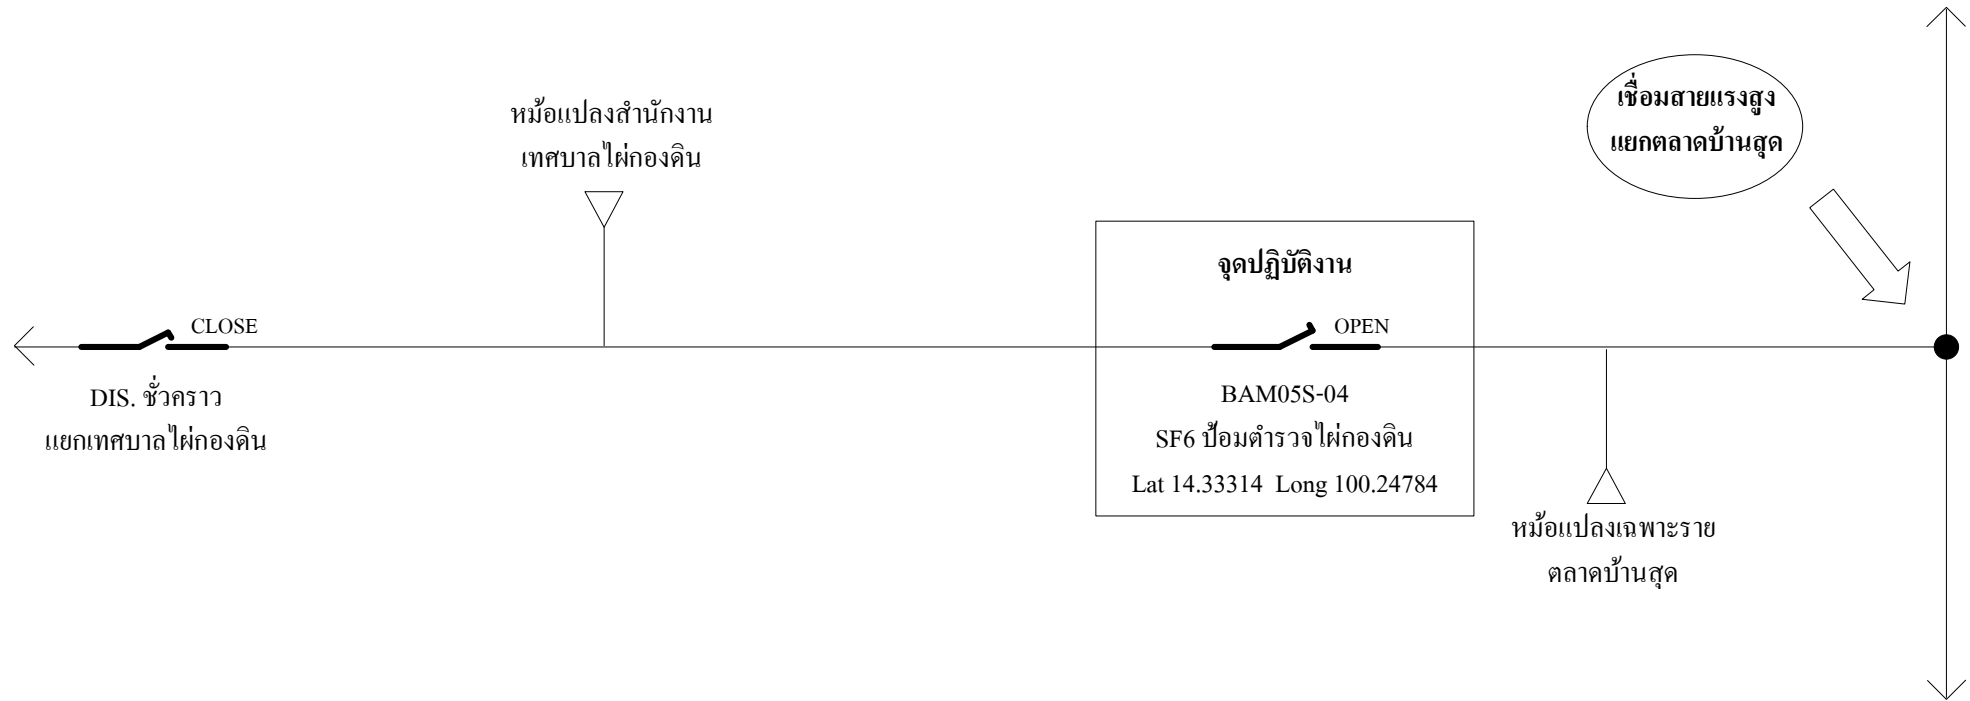 เชื่อมสายแรงสูง
แยกตลาดบ้านสุด
หม้อแปลงสำนักงาน
เทศบาลไผ่กองดิน
จุดปฏิบัติงาน
CLOSE
OPEN
DIS. ชั่วคราว
แยกเทศบาลไผ่กองดิน
BAM05S-04
SF6 ป้อมตำรวจไผ่กองดิน
Lat 14.33314 Long 100.24784
หม้อแปลงเฉพาะราย
ตลาดบ้านสุด